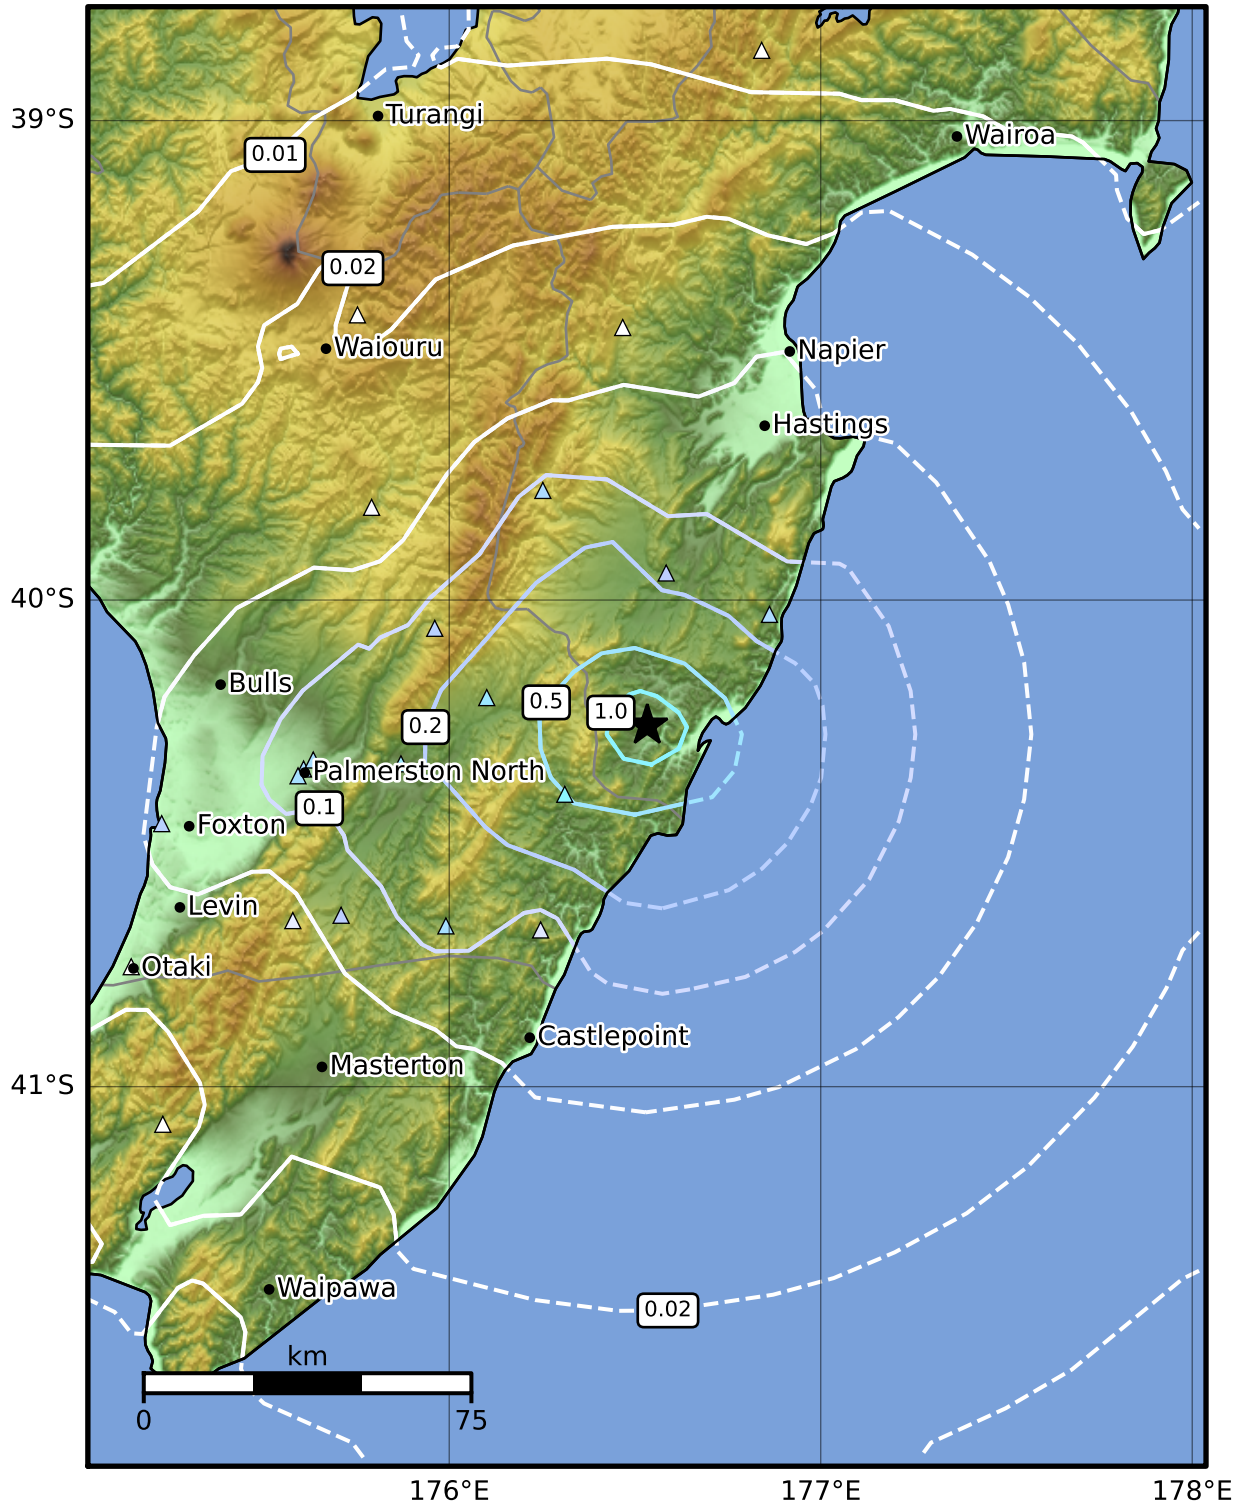 39°S
Turangi
Wairoa
0.01
0.02
Waiouru
Napier
Hastings
40°S
Bulls
0.5
1.0
0.2
Palmerston North
0.1
Foxton
Levin
Otaki
Castlepoint
Masterton
41°S
Waipawa
0.02
km
0
75
176°E
177°E
178°E